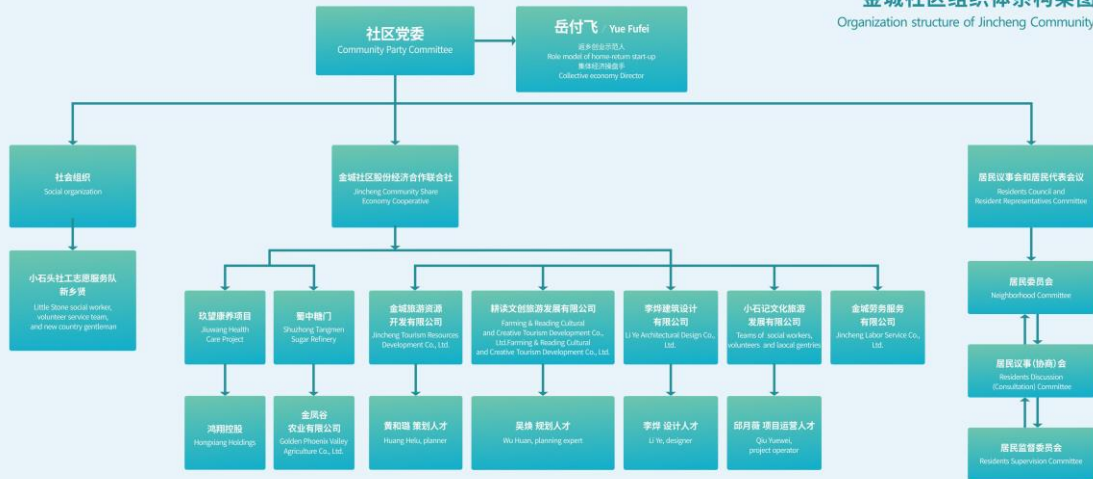 金城社区组织体系构架图
Organization structure of Jincheng Community
社区党委
Community Party Committee
岳付飞 / Yue Fufei
返乡创业示范人
Role model of home-return start-up
集体经济操盘手
Collective economy Director
社会组织
Social organization
金城社区股份经济合作联合社
Jincheng Community Share
Economy Cooperative
居民议事会和居民代表会议
Residents Council and
Resident Representatives Committee
小石头社工志愿服务队
新乡贤
Little Stone social worker,
volunteer service team,
and new country gentleman
玖望康养项目
Jiuwang Health
Care Project
蜀中糖门
Shuzhong Tangmen
Sugar Refinery
金城旅游资源
开发有限公司
Jincheng Tourism Resources
Development Co., Ltd.
耕读文创旅游发展有限公司
Farming & Reading Cultural
and Creative Tourism Development Co.,
Ltd.Farming & Reading Cultural
and Creative Tourism Development Co., Ltd.
李烨建筑设计
有限公司
Li Ye Architectural Design Co.,
Ltd.
小石记文化旅游
发展有限公司
Teams of social workers,
volunteers and laocal gentries
金城劳务服务
有限公司
Jincheng Labor Service Co.,
Ltd.
居民委员会
Neighborhood Committee
鸿翔控股
Hongxiang Holdings
金凤谷
农业有限公司
Golden Phoenix Valley
Agriculture Co., Ltd.
黄和璐 策划人才
Huang Helu, planner
吴焕 规划人才
Wu Huan, planning expert
李烨 设计人才
Li Ye, designer
邱月薇 项目运营人才
Qiu Yuewei,
project operator
居民议事(协商)会
Residents Discussion
(Consultation) Committee
居民监督委员会
Residents Supervision Committee